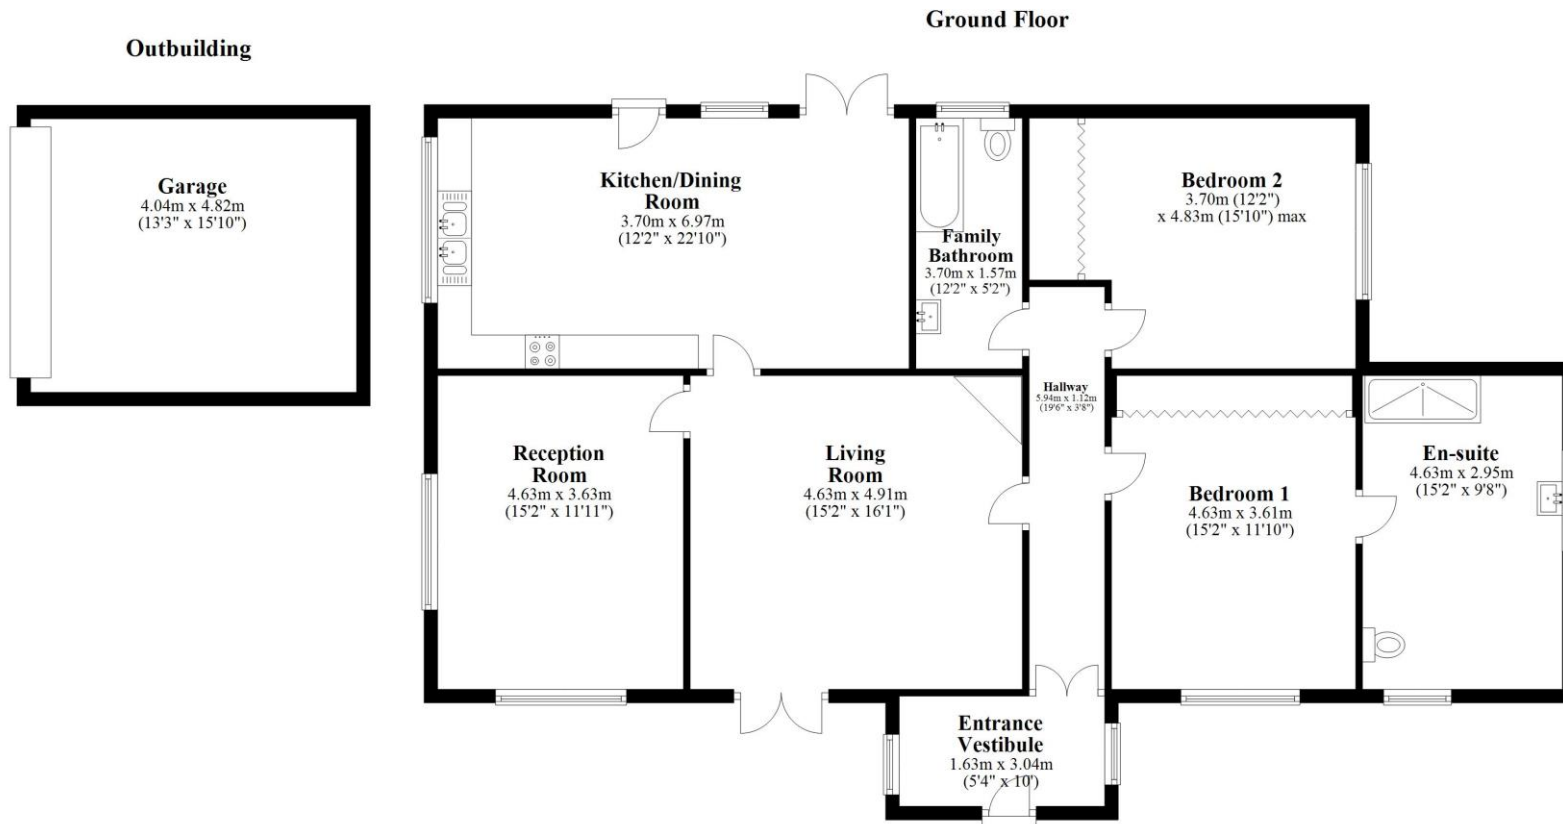 Ground Floor
Outbuilding
Garage
4.04m x 4.82m
(13'3" x 15'10")
Kitchen/Dining
Room
3.70m x 6.97m
(12'2" x 22'10")
Family
Bathroom
3.70m x 1.57m
(12'2" x 5'2")
Bedroom 2
3.70m (12'2")
x 4.83m (15'10") max
Hallway
5.94m x 1.12m
(19'6" x 3'8")
Reception
Room
4.63m x 3.63m
(15'2" x 11'11")
Living
Room
4.63m x 4.91m
(15'2" x 16'1")
Bedroom 1
4.63m x 3.61m
(15'2" x 11'10")
En-suite
4.63m x 2.95m
(15'2" x 9'8")
Entrance
Vestibule
1.63m x 3.04m
(5'4" x 10')